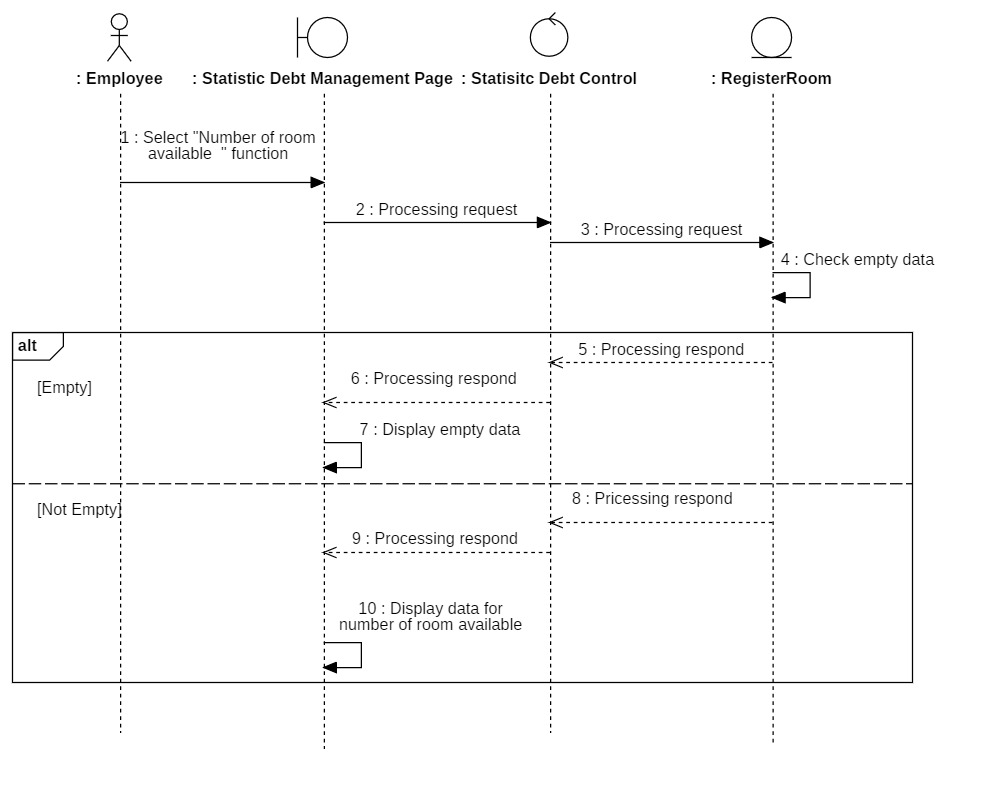 : Employee
: Statistic Debt Management Page
: Statisitc Debt Control
: RegisterRoom
1 : Select "Number of room
available " function
2 : Processing request
3 : Processing request
4 : Check empty data
alt
5 : Processing respond
6 : Processing respond
[Empty]
7 : Display empty data
8 : Pricessing respond
[Not Empty]
9 : Processing respond
10 : Display data for
number of room available